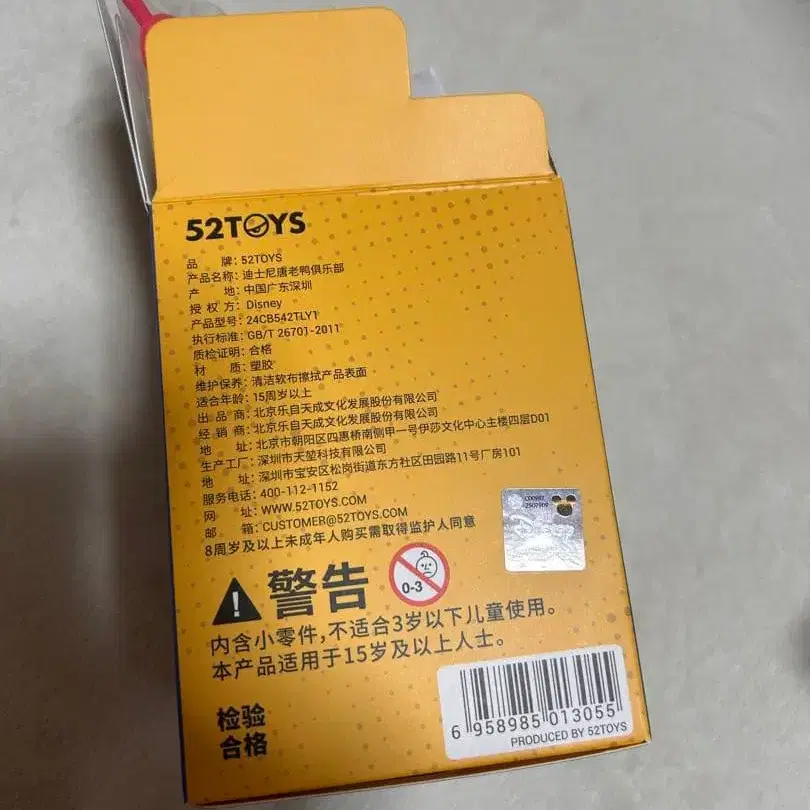 52TOYS
品 牌：52TOYS
产品名称：迪士尼唐老鸭俱乐部
产 地：中国广东深圳
授 权 方：Disney
产品型号：24CB542TLY1
执行标准：GB/T 26701-2011
质检证明：合格
材 质：塑胶
维护保养：清洁软布擦拭产品表面
适合年龄：15周岁以上
出 品 商：北京乐自天成文化发展股份有限公司
经 销 商：北京乐自天成文化发展股份有限公司
地 址：北京市朝阳区四惠桥南侧甲一号伊莎文化中心主楼四层D01
生产工厂：深圳市天堃科技有限公司
地 址：深圳市宝安区松岗街道东方社区田园路11号厂房101
服务电话：400-112-1152
网 址：WWW.52TOYS.COM
邮 箱：CUSTOMER@52TOYS.COM
8周岁及以上未成年人购买需取得监护人同意
警告
0-3
内含小零件，不适合3岁以下儿童使用。
本产品适用于15岁及以上人士。
检验
合格
6 958985 013055
PRODUCED BY 52TOYS